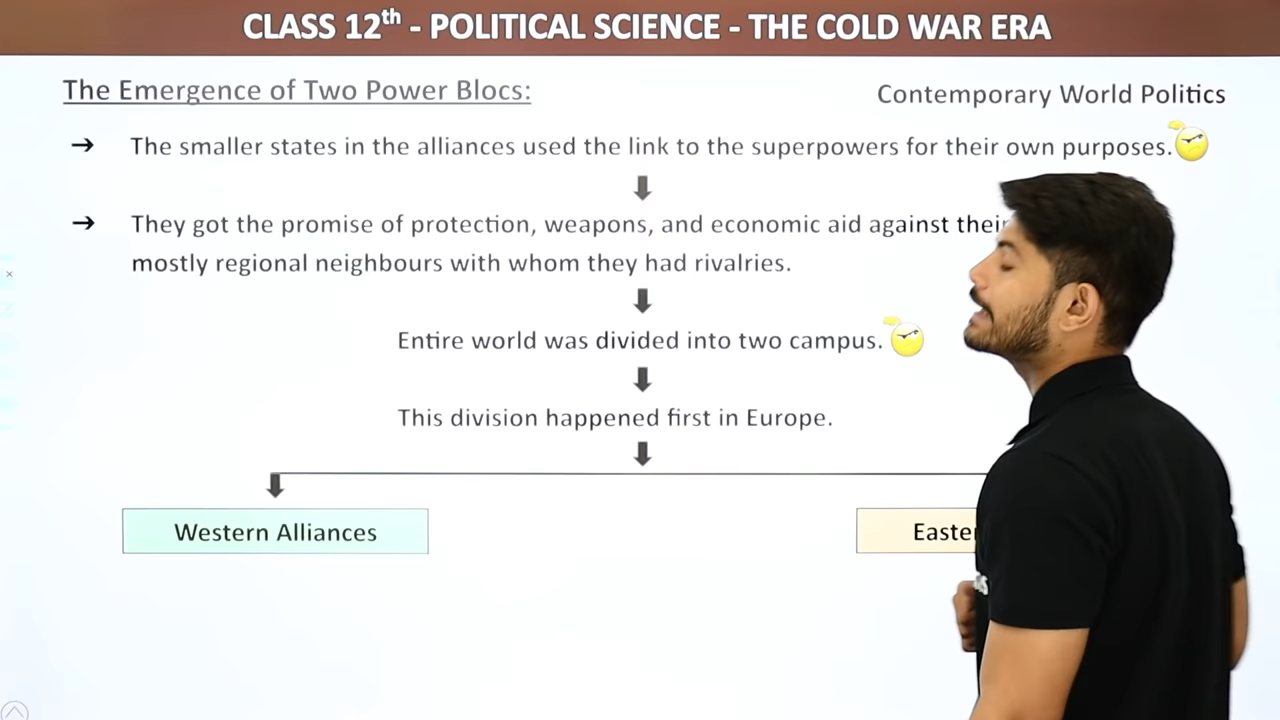 CLASS 12th - POLITICAL SCIENCE - THE COLD WAR ERA
The Emergence of Two Power Blocs:
Contemporary World Politics
➔ The smaller states in the alliances used the link to the superpowers for their own purposes.
➔ They got the promise of protection, weapons, and economic aid against
mostly regional neighbours with whom they had rivalries.
Entire world was divided into two campus.
This division happened first in Europe.
Western Alliances